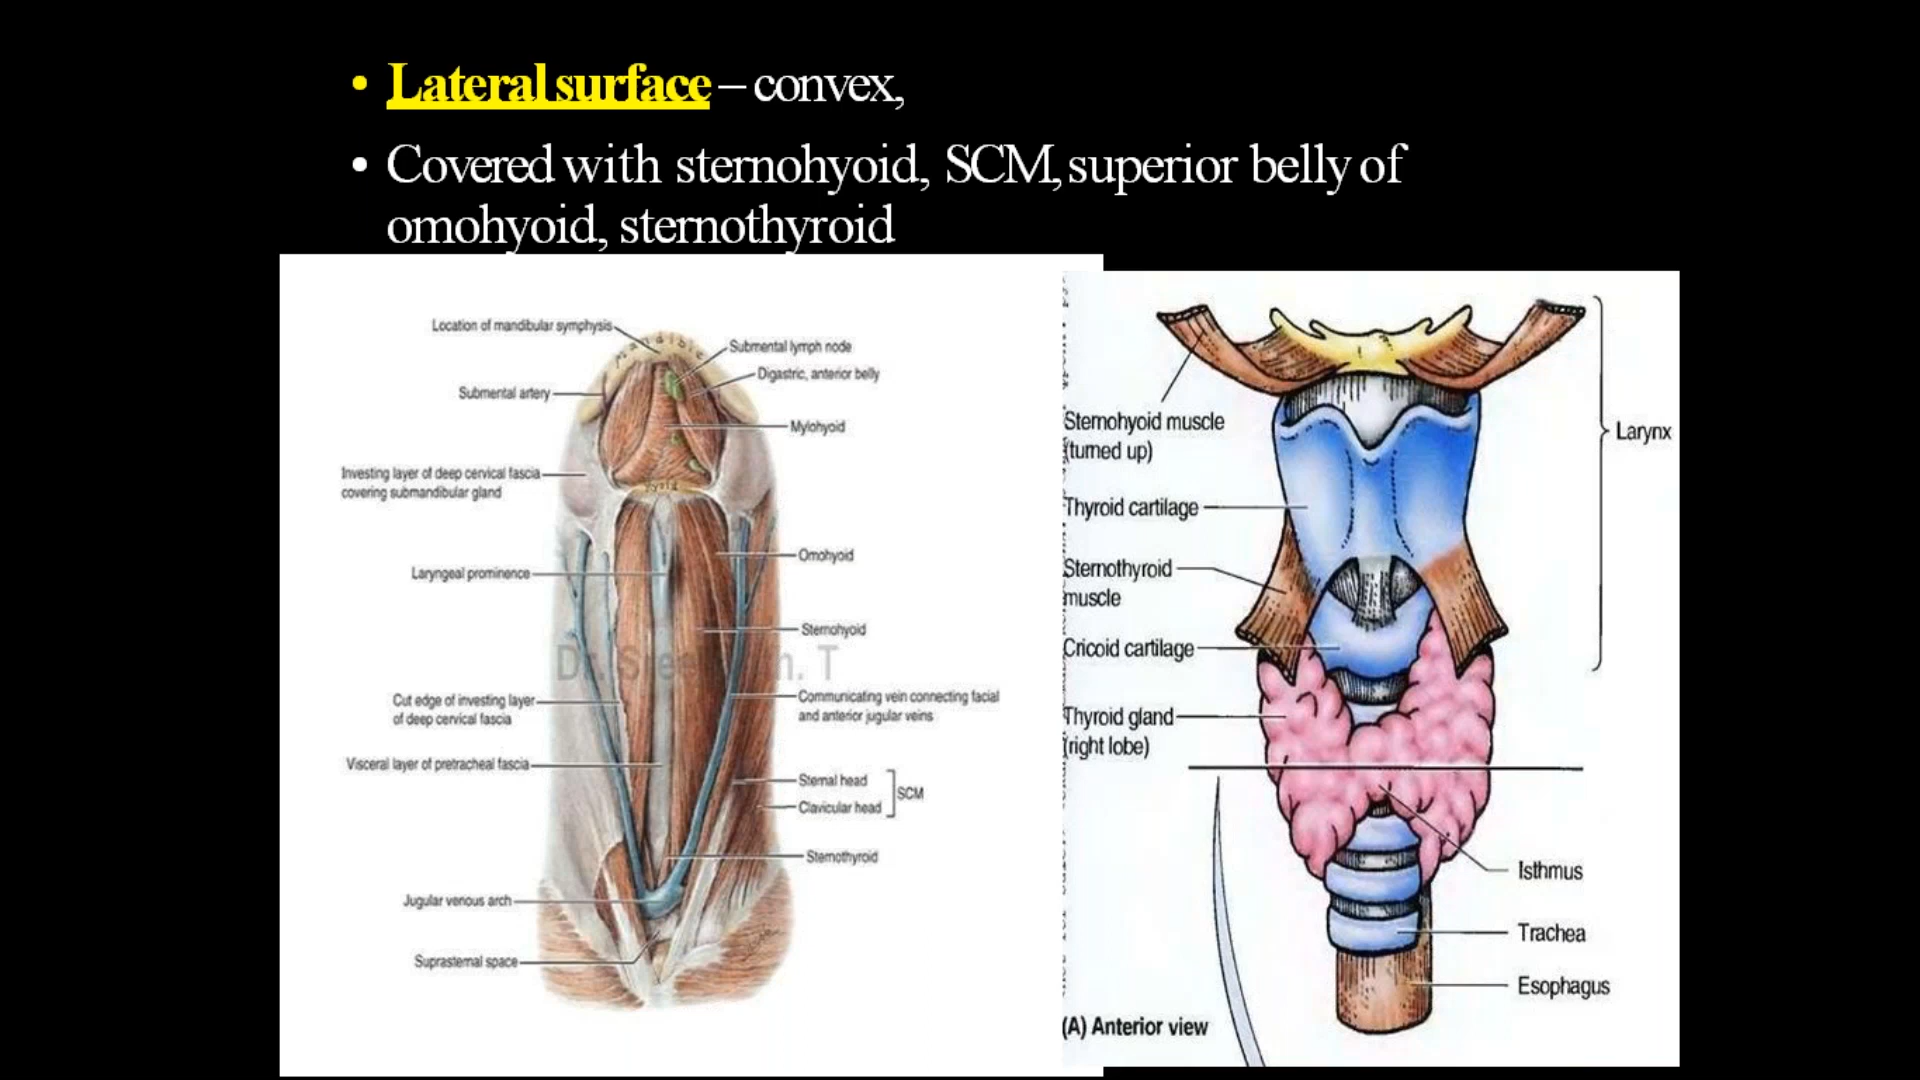 • Lateral surface – convex,
• Covered with sternohyoid, SCM, superior belly of
omohyoid, sternothyroid
Location of mandibular symphysis
Mandible
Submental lymph node
Digastric, anterior belly
Submental artery
Mylohyoid
Investing layer of deep cervical fascia
covering submandibular gland
Hyoid
Omohyoid
Laryngeal prominence
Sternohyoid
Cut edge of investing layer
of deep cervical fascia
Communicating vein connecting facial
and anterior jugular veins
Visceral layer of pretracheal fascia
Sternal head
Clavicular head
SCM
Sternothyroid
Jugular venous arch
Suprasternal space
Sternohyoid muscle
(turned up)
Larynx
Thyroid cartilage
Sternothyroid
muscle
Cricoid cartilage
Thyroid gland
(right lobe)
Isthmus
Trachea
Esophagus
(A) Anterior view